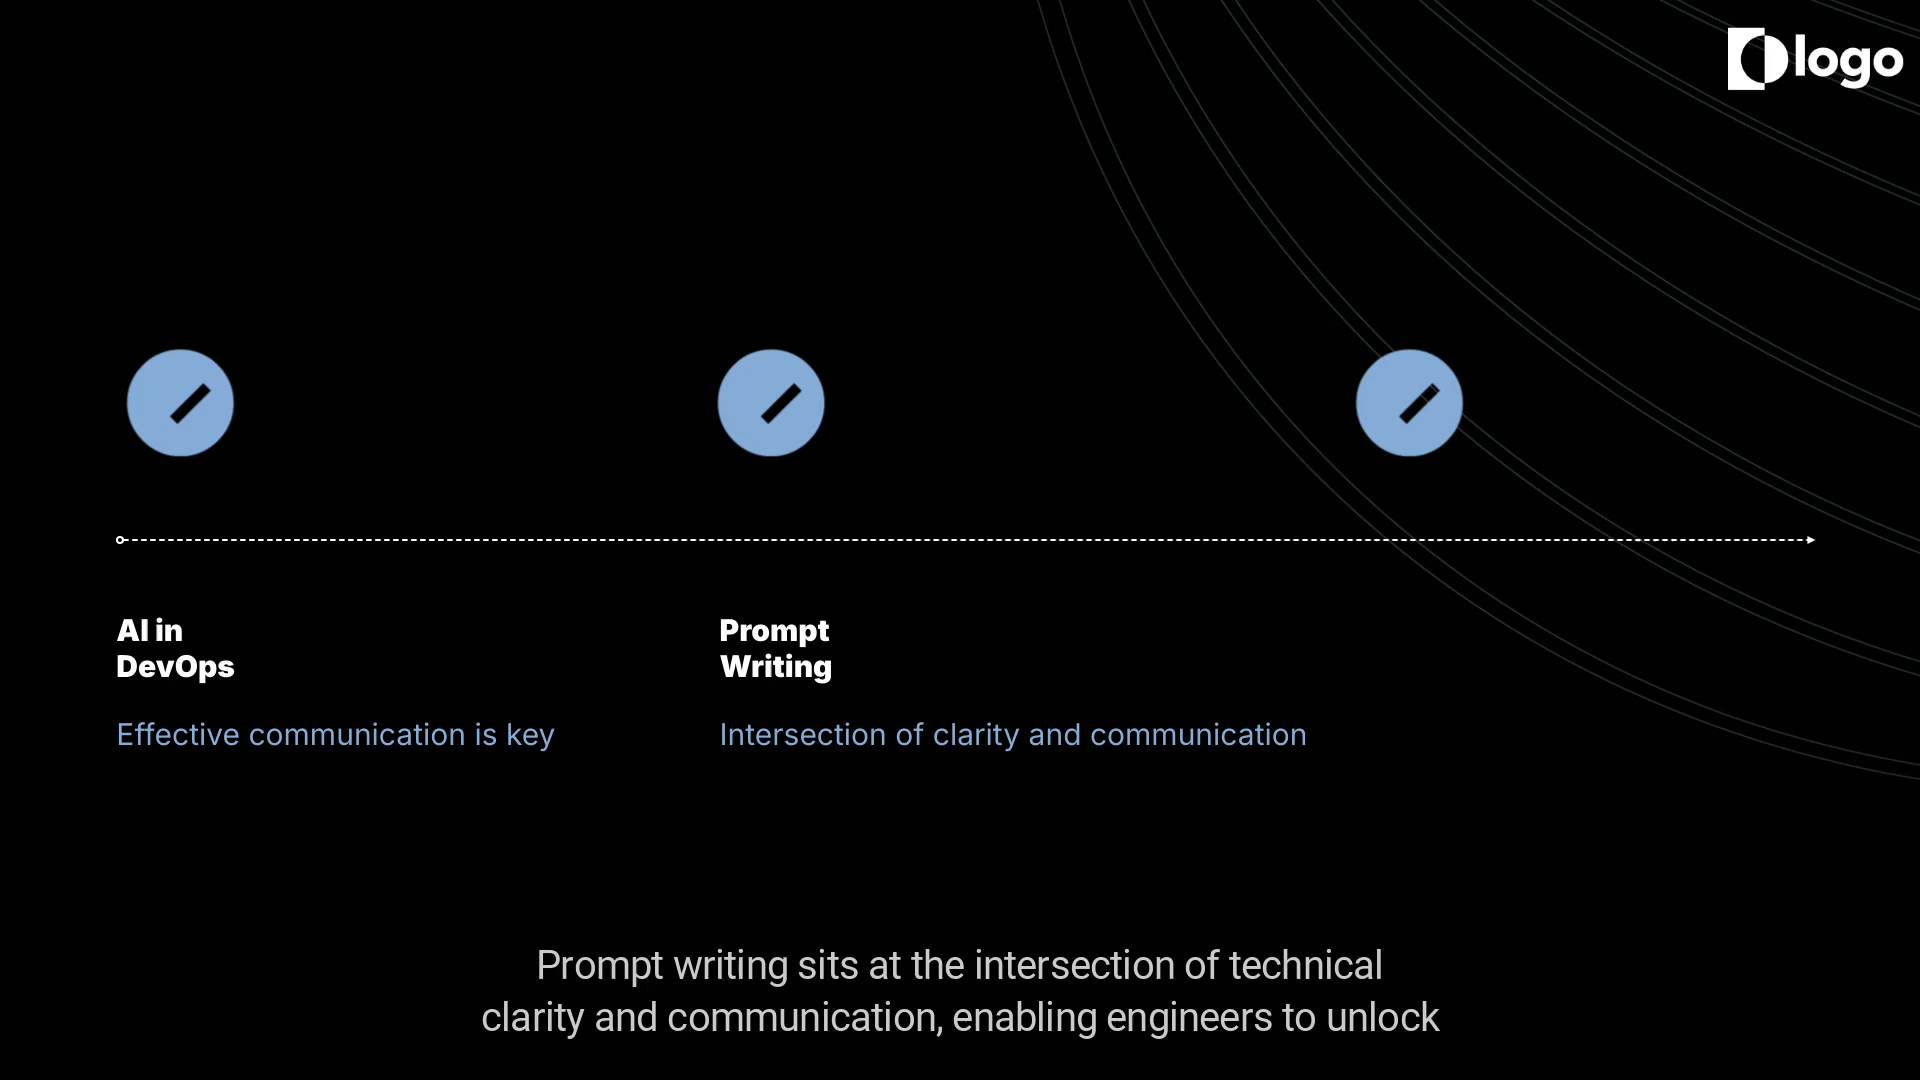 logo
AI in
DevOps
Effective communication is key
Prompt
Writing
Intersection of clarity and communication
Prompt writing sits at the intersection of technical
clarity and communication, enabling engineers to unlock